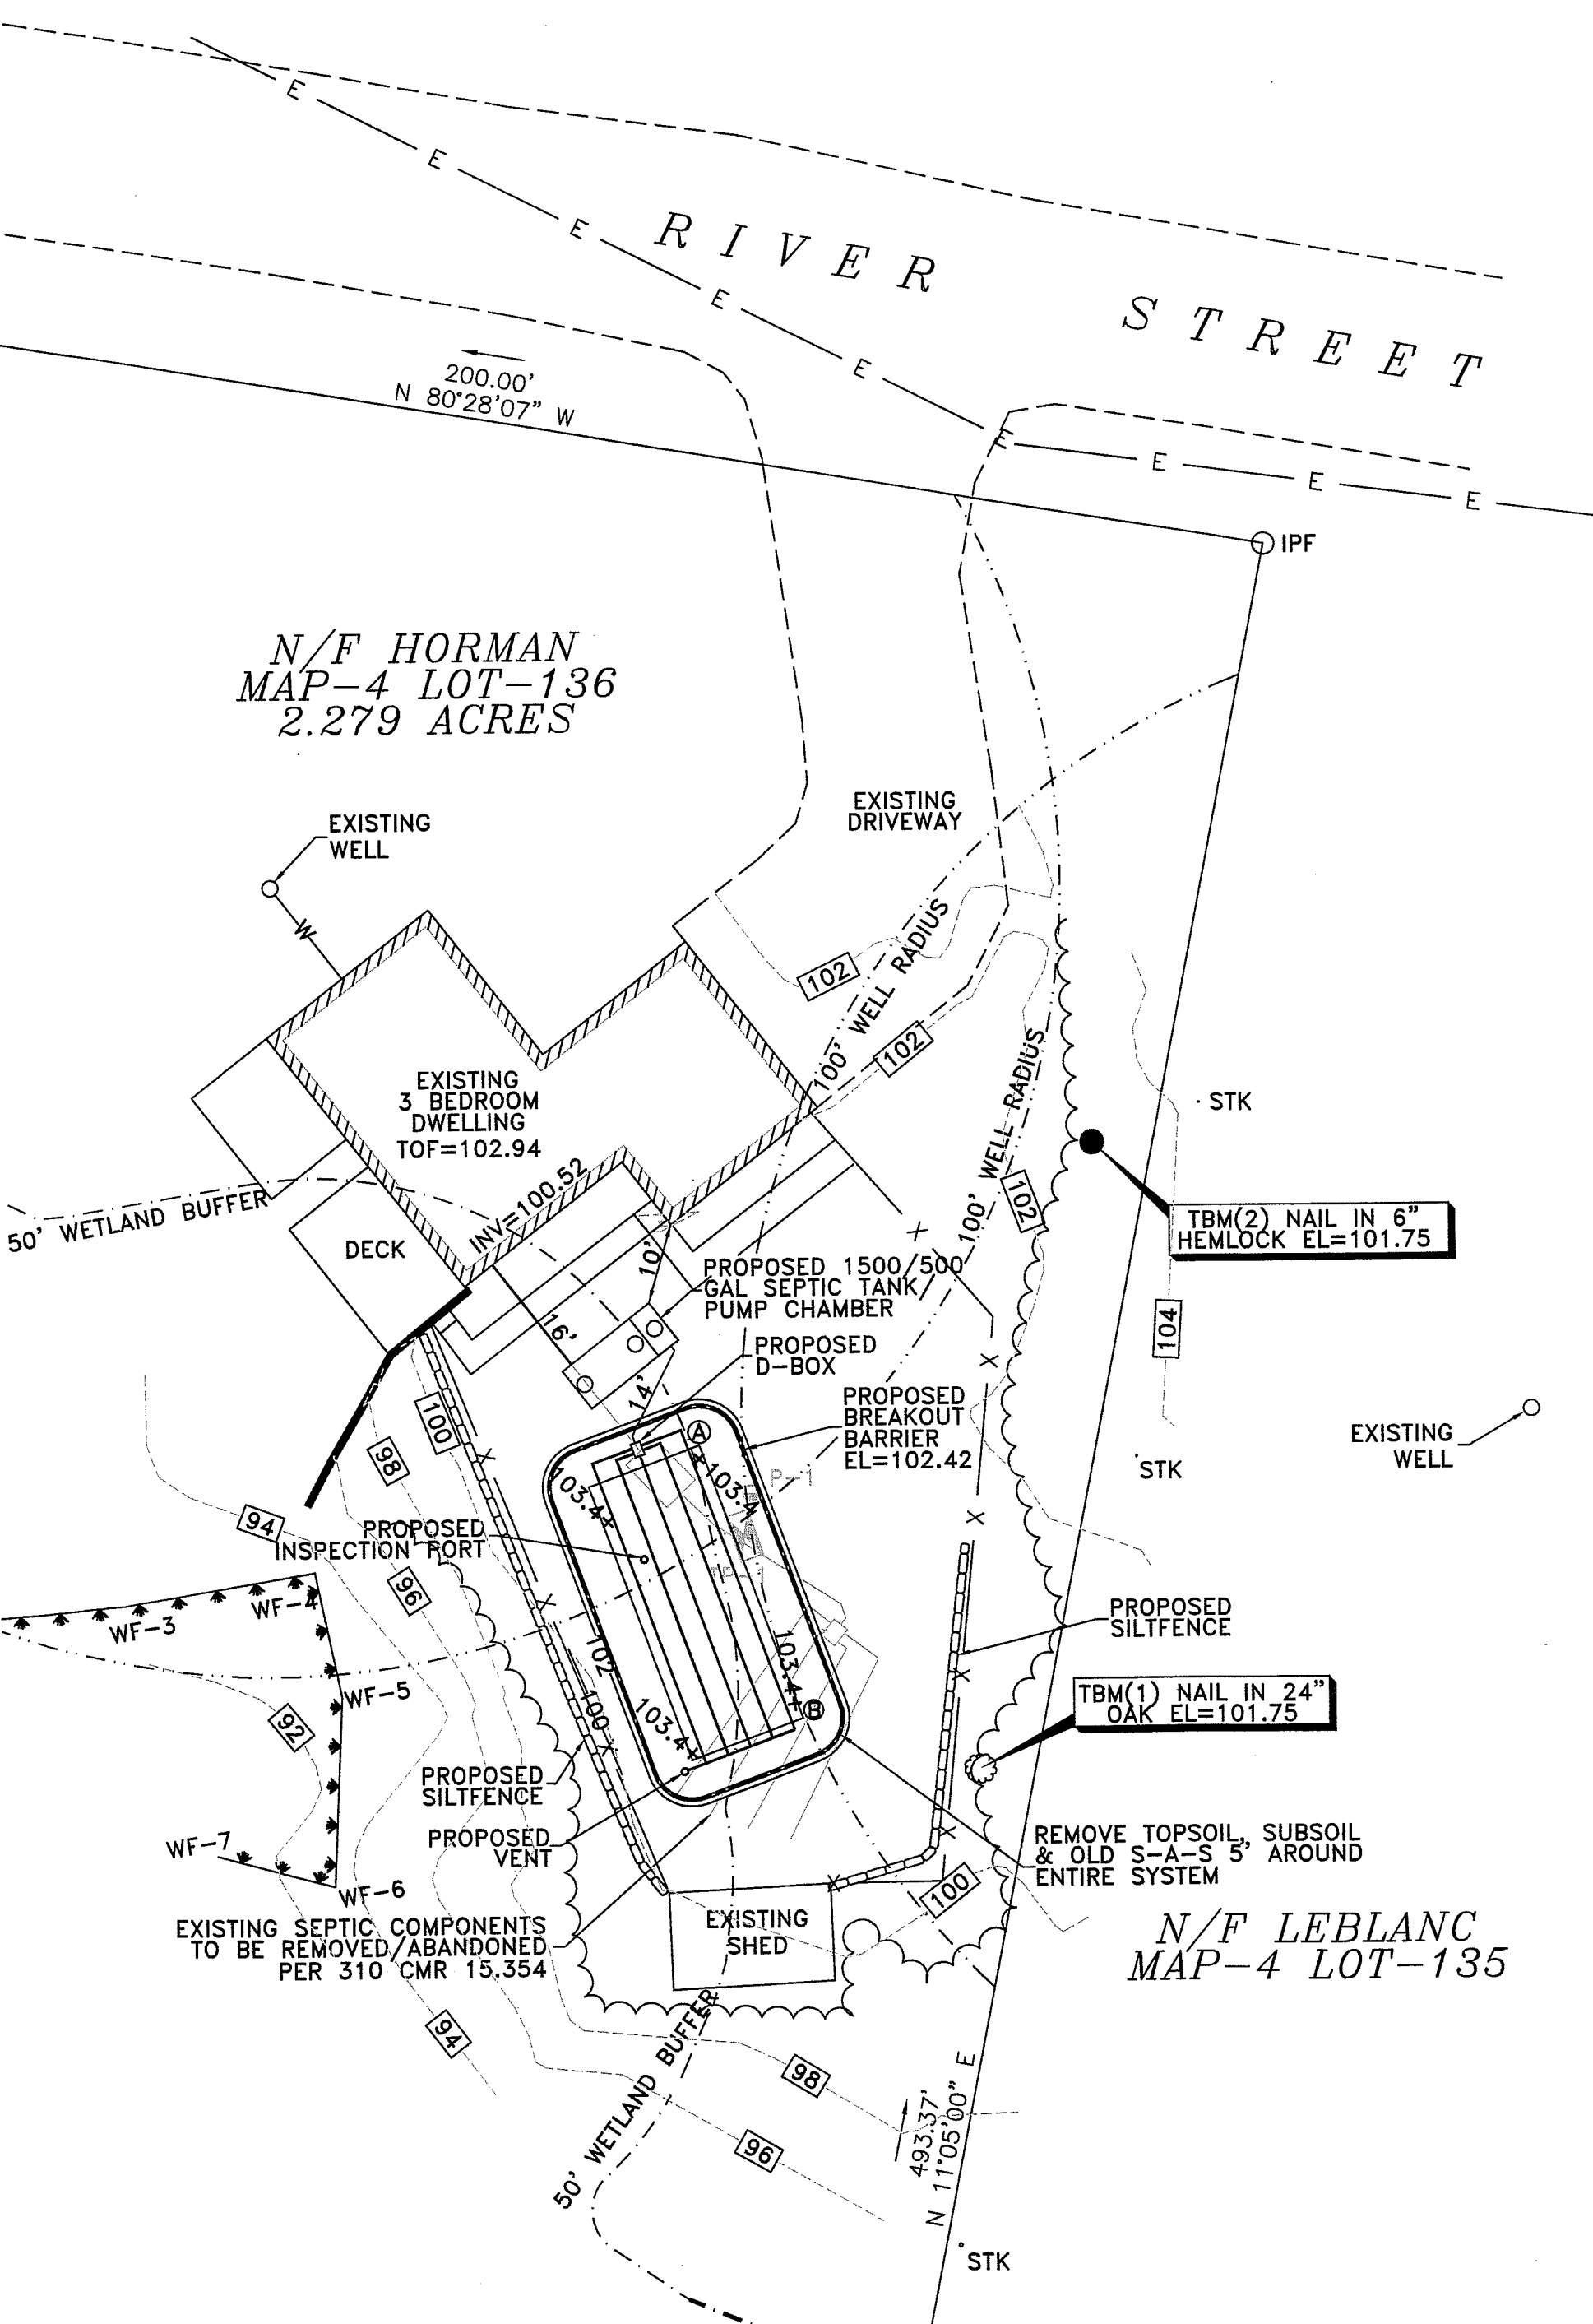 E
E
E
E
E
E
E
E
E
RIVER STREET
200.00'
N 80°28'07" W
IPF
N/F HORMAN
MAP-4 LOT-136
2.279 ACRES
EXISTING
DRIVEWAY
EXISTING
WELL
W
102
100' WELL RADIUS
102
100' WELL RADIUS
102
EXISTING
3 BEDROOM
DWELLING
TOF=102.94
STK
50' WETLAND BUFFER
DECK
INV=100.52
TBM(2) NAIL IN 6"
HEMLOCK EL=101.75
10'
16'
14'
PROPOSED 1500/500
GAL SEPTIC TANK/
PUMP CHAMBER
104
PROPOSED
D-BOX
PROPOSED
BREAKOUT
BARRIER
EL=102.42
X
X
X
X
X
X
X
X
X
X
EXISTING
WELL
STK
100
98
94
96
A
103.4x
x103.4
P-1
TP-1
PROPOSED
INSPECTION PORT
WF-3
WF-4
WF-5
92
102
100
103.4x
103.4+
B
PROPOSED
SILTFENCE
TBM(1) NAIL IN 24"
OAK EL=101.75
PROPOSED
SILTFENCE
PROPOSED
VENT
WF-7
WF-6
REMOVE TOPSOIL, SUBSOIL
& OLD S-A-S 5' AROUND
ENTIRE SYSTEM
100
EXISTING SEPTIC COMPONENTS
TO BE REMOVED/ABANDONED
PER 310 CMR 15.354
EXISTING
SHED
N/F LEBLANC
MAP-4 LOT-135
94
50' WETLAND BUFFER
98
96
493.37'
N 11°05'00" E
STK